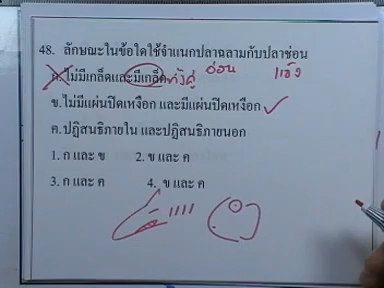 48. ลักษณะในข้อใดใช้จำแนกปลาฉลามกับปลาช่อน
ก.ไม่มีเกล็ดและมีเกล็ด ทั้งคู่ อ่อน แข็ง
ข.ไม่มีแผ่นปิดเหงือก และมีแผ่นปิดเหงือก
ค.ปฏิสนธิภายใน และปฏิสนธิภายนอก
1. ก และ ข 2. ข และ ค
3. ก และ ค 4. ข และ ค